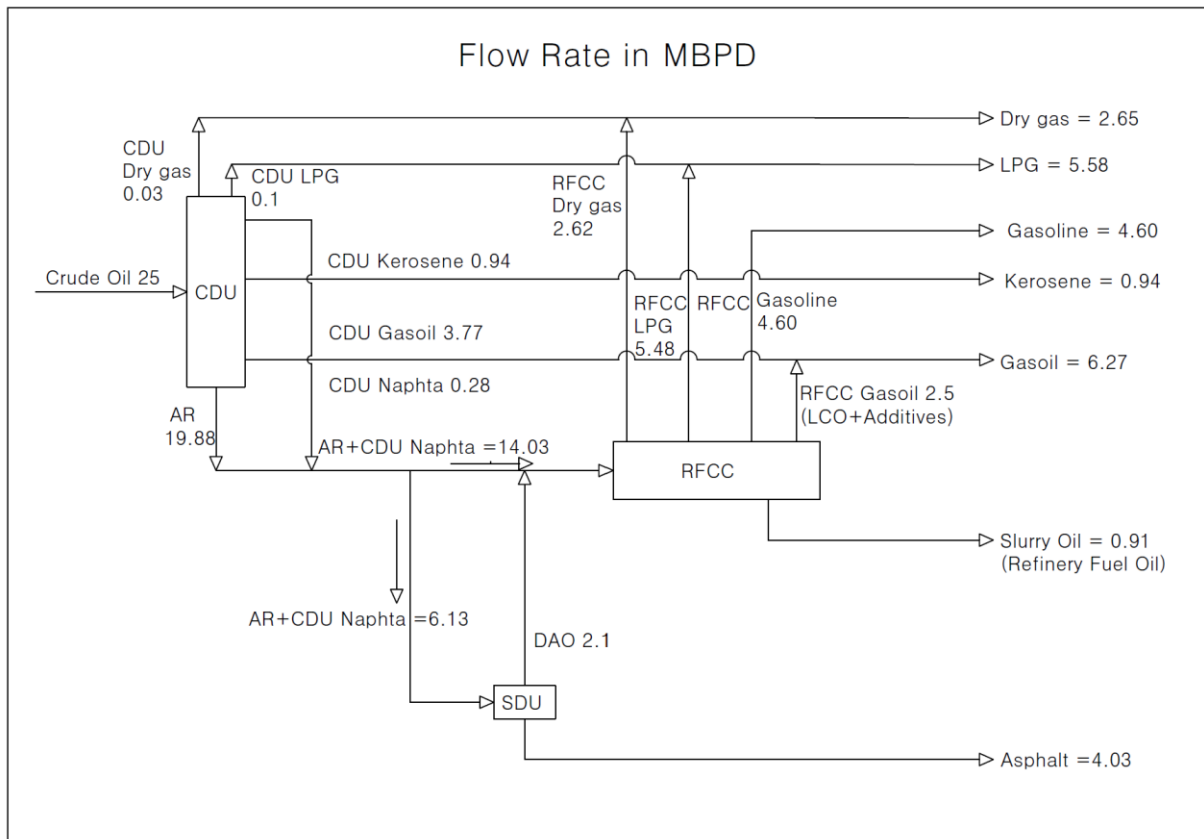 Flow Rate in MBPD
Dry gas = 2.65
CDU
Dry gas
0.03
CDU LPG
0.1
LPG = 5.58
RFCC
Dry gas
2.62
Gasoline = 4.60
CDU Kerosene 0.94
Crude Oil 25
Kerosene = 0.94
CDU
RFCC
LPG
5.48
RFCC
Gasoline
4.60
CDU Gasoil 3.77
Gasoil = 6.27
CDU Naphta 0.28
RFCC Gasoil 2.5
(LCO+Additives)
AR
19.88
AR+CDU Naphta =14.03
RFCC
Slurry Oil = 0.91
(Refinery Fuel Oil)
AR+CDU Naphta =6.13
DAO 2.1
SDU
Asphalt =4.03